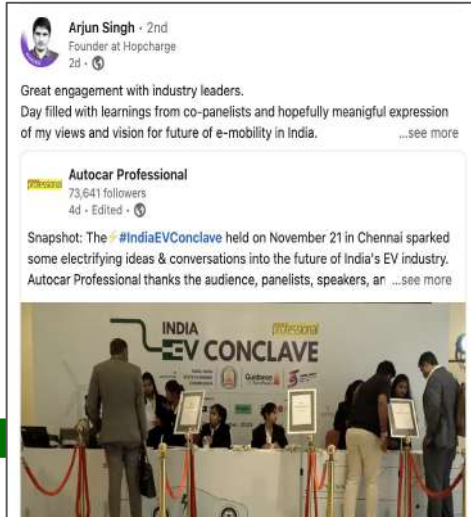 Arjun Singh · 2nd
Founder at Hopcharge
2d ·
Great engagement with industry leaders.
Day filled with learnings from co-panelists and hopefully meanigful expression
of my views and vision for future of e-mobility in India. ...see more
professional
Autocar Professional
73,641 followers
4d · Edited ·
Snapshot: The ⚡#IndiaEVConclave held on November 21 in Chennai sparked
some electrifying ideas & conversations into the future of India's EV industry.
Autocar Professional thanks the audience, panelists, speakers, an ...see more
professional
INDIA
EV CONCLAVE
Guidance